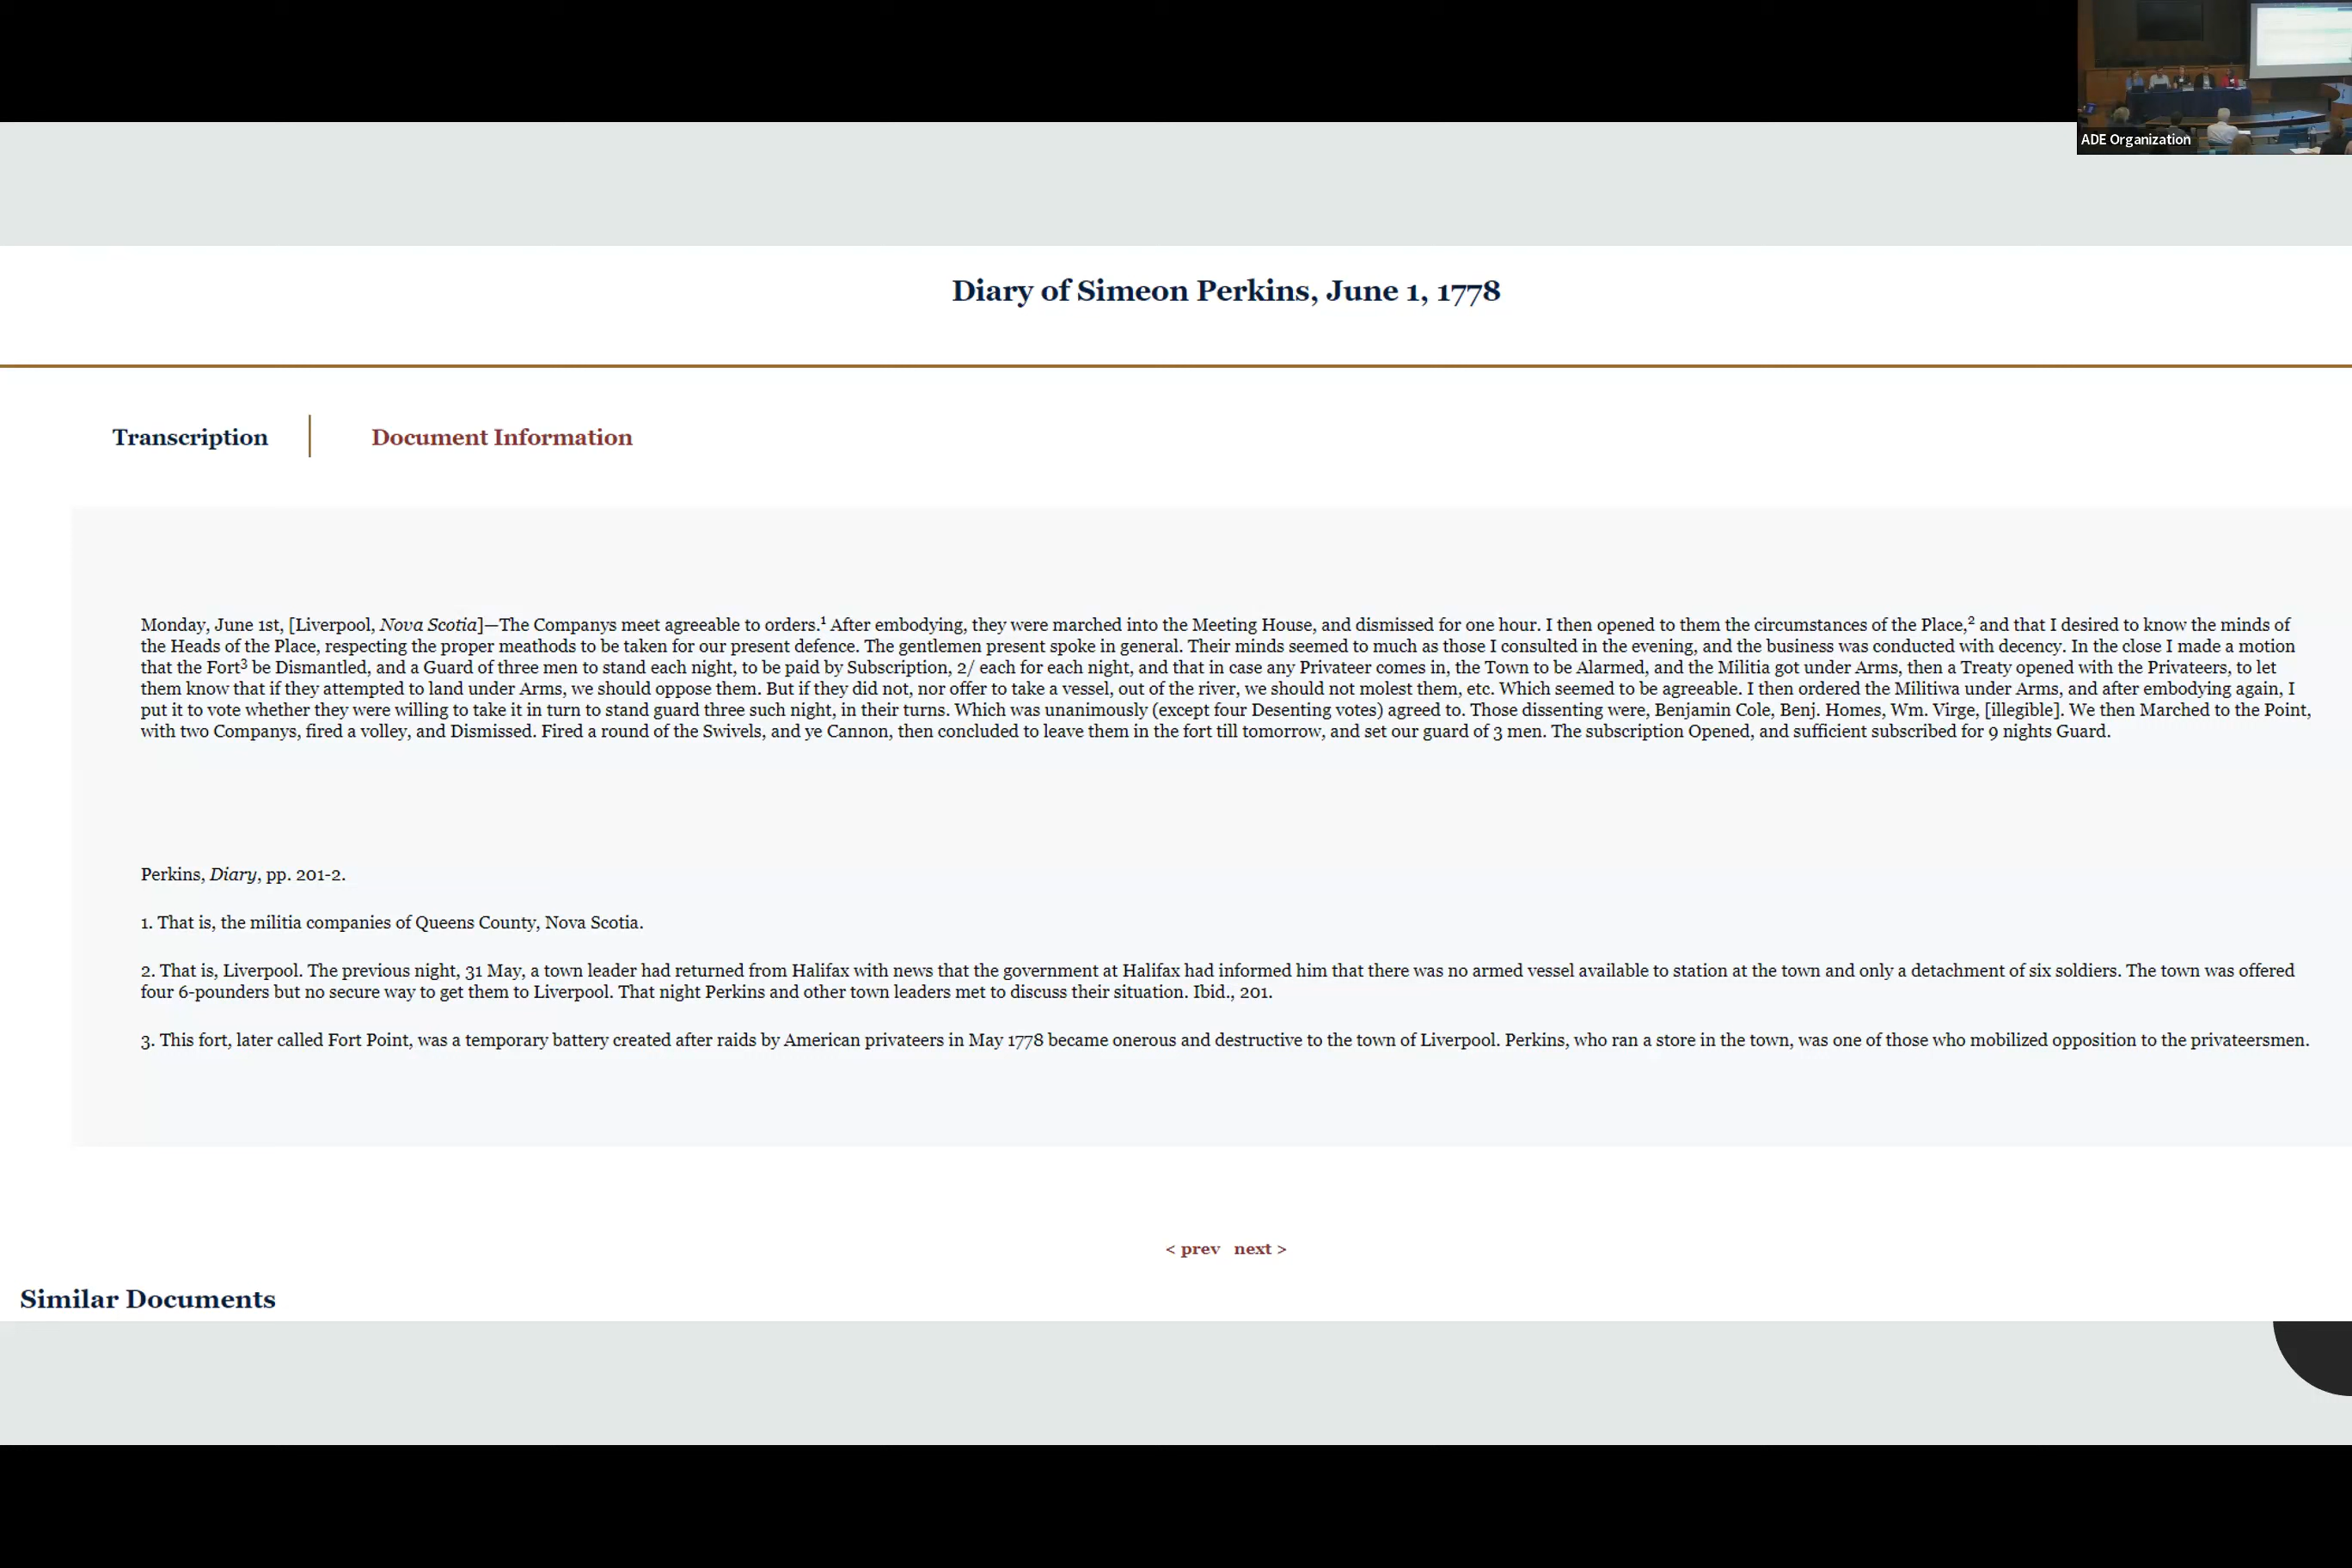 ADE Organization
Diary of Simeon Perkins, June 1, 1778
Transcription
Document Information
Monday, June 1st, [Liverpool, Nova Scotia]—The Companys meet agreeable to orders.¹ After embodying, they were marched into the Meeting House, and dismissed for one hour. I then opened to them the circumstances of the Place,² and that I desired to know the minds of
the Heads of the Place, respecting the proper meathods to be taken for our present defence. The gentlemen present spoke in general. Their minds seemed to much as those I consulted in the evening, and the business was conducted with decency. In the close I made a motion
that the Fort³ be Dismantled, and a Guard of three men to stand each night, to be paid by Subscription, 2/ each for each night, and that in case any Privateer comes in, the Town to be Alarmed, and the Militia got under Arms, then a Treaty opened with the Privateers, to let
them know that if they attempted to land under Arms, we should oppose them. But if they did not, nor offer to take a vessel, out of the river, we should not molest them, etc. Which seemed to be agreeable. I then ordered the Militiwa under Arms, and after embodying again, I
put it to vote whether they were willing to take it in turn to stand guard three such night, in their turns. Which was unanimously (except four Desenting votes) agreed to. Those dissenting were, Benjamin Cole, Benj. Homes, Wm. Virge, [illegible]. We then Marched to the Point,
with two Companys, fired a volley, and Dismissed. Fired a round of the Swivels, and ye Cannon, then concluded to leave them in the fort till tomorrow, and set our guard of 3 men. The subscription Opened, and sufficient subscribed for 9 nights Guard.
Perkins, Diary, pp. 201-2.
1. That is, the militia companies of Queens County, Nova Scotia.
2. That is, Liverpool. The previous night, 31 May, a town leader had returned from Halifax with news that the government at Halifax had informed him that there was no armed vessel available to station at the town and only a detachment of six soldiers. The town was offered
four 6-pounders but no secure way to get them to Liverpool. That night Perkins and other town leaders met to discuss their situation. Ibid., 201.
3. This fort, later called Fort Point, was a temporary battery created after raids by American privateers in May 1778 became onerous and destructive to the town of Liverpool. Perkins, who ran a store in the town, was one of those who mobilized opposition to the privateersmen.
< prev next >
Similar Documents